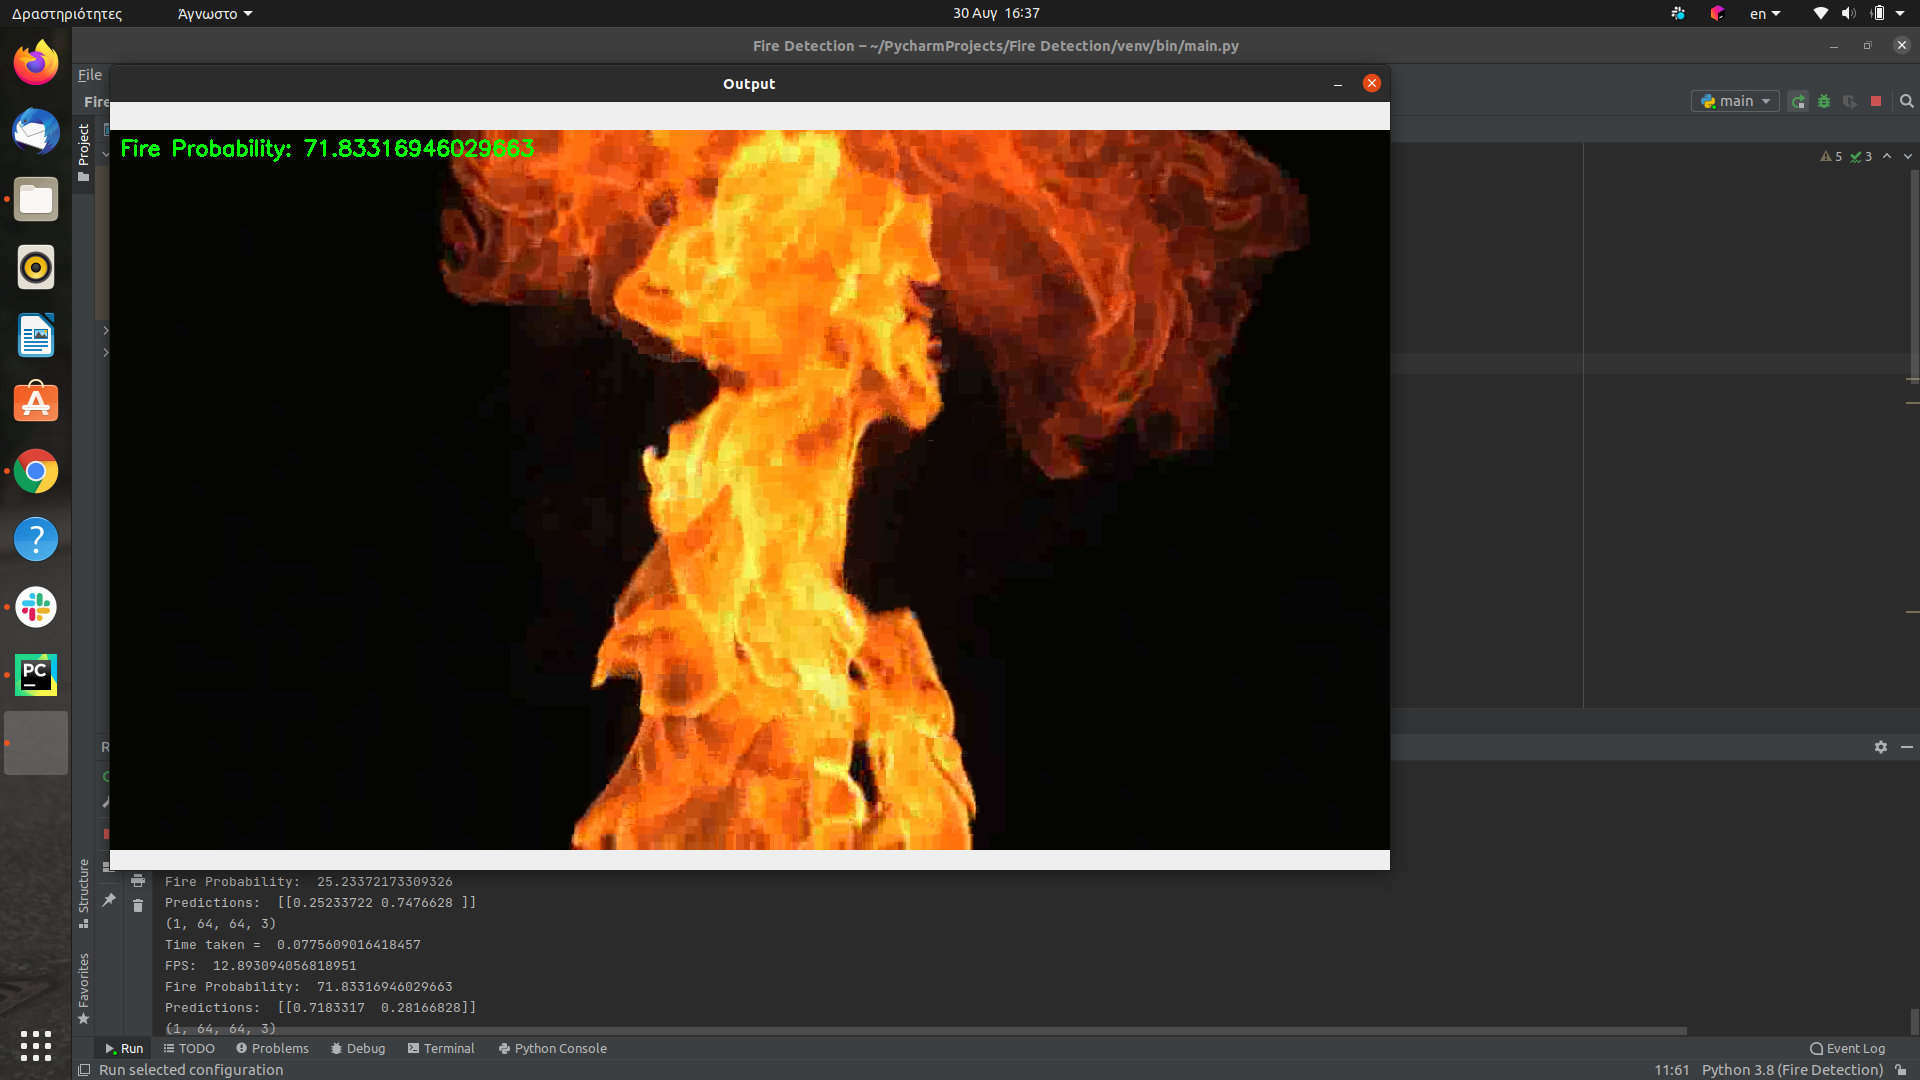 Δραστηριότητες
Άγνωστο
30 Αυγ 16:37
en
Fire Detection – ~/PycharmProjects/Fire Detection/venv/bin/main.py
File
Output
Fire
main
Project
5
3
Fire Probability: 71.83316946029663
R
Structure
Favorites
Fire Probability:  25.23372173309326
Predictions:  [[0.25233722 0.7476628 ]]
(1, 64, 64, 3)
Time taken =  0.0775609016418457
FPS:  12.893094056818951
Fire Probability:  71.83316946029663
Predictions:  [[0.7183317  0.28166828]]
(1, 64, 64, 3)
PC
Run
TODO
Problems
Debug
Terminal
Python Console
Event Log
Run selected configuration
11:61
Python 3.8 (Fire Detection)